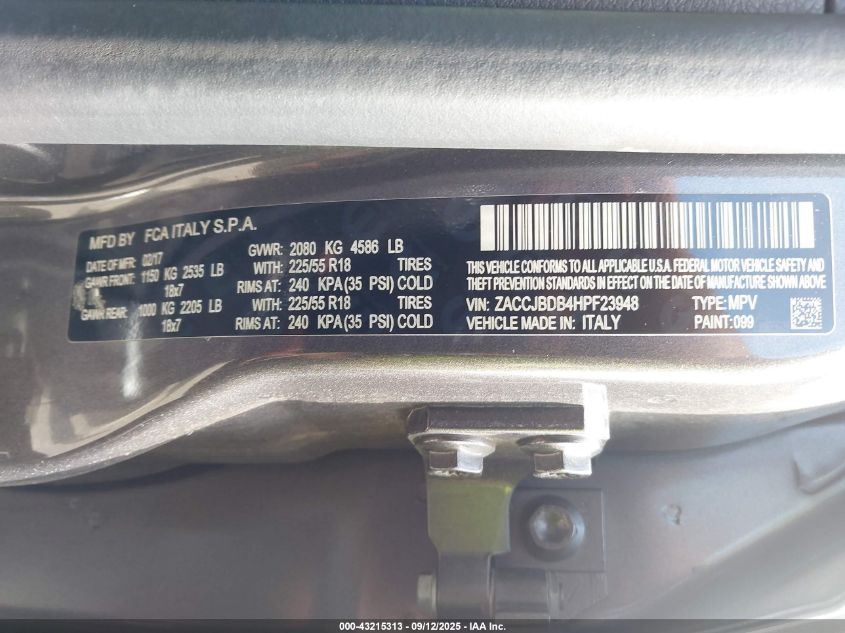 MFD BY FCA ITALY S.P.A.
DATE OF MFR 02/17 GVWR: 2080 KG 4586 LB
GAWR FRONT: 1150 KG 2535 LB WITH: 225/55 R18 TIRES
18x7 RIMS AT: 240 KPA (35 PSI) COLD
GAWR REAR: 1000 KG 2205 LB WITH: 225/55 R18 TIRES
18x7 RIMS AT: 240 KPA (35 PSI) COLD
THIS VEHICLE CONFORMS TO ALL APPLICABLE U.S.A. FEDERAL MOTOR VEHICLE SAFETY AND
THEFT PREVENTION STANDARDS IN EFFECT ON THE DATE OF MANUFACTURE SHOWN ABOVE
VIN: ZACCJBDB4HPF23948 TYPE: MPV
VEHICLE MADE IN: ITALY PAINT: 099
000-43215313 - 09/12/2025 - IAA Inc.